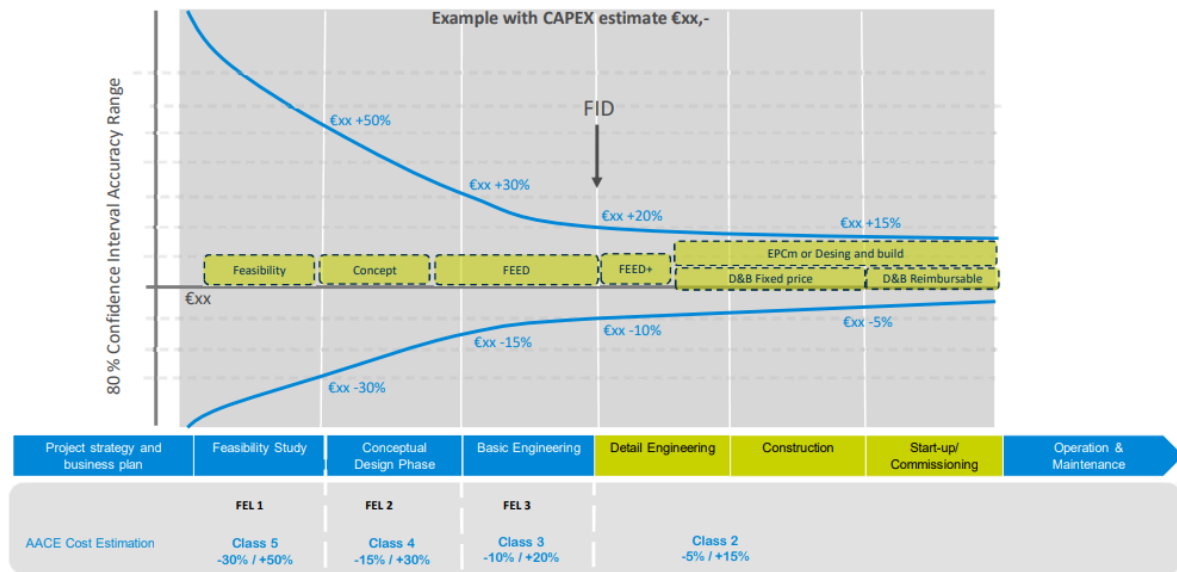 Example with CAPEX estimate €xx,-
80 % Confidence Interval Accuracy Range
FID
€xx +50%
€xx +30%
€xx +20%
€xx +15%
EPCm or Desing and build
Feasibility
Concept
FEED
FEED+
D&B Fixed price
D&B Reimbursable
€xx
€xx -5%
€xx -10%
€xx -15%
€xx -30%
Project strategy and
business plan
Feasibility Study
Conceptual
Design Phase
Basic Engineering
Detail Engineering
Construction
Start-up/
Commissioning
Operation &
Maintenance
FEL 1
FEL 2
FEL 3
AACE Cost Estimation
Class 5
-30% / +50%
Class 4
-15% / +30%
Class 3
-10% / +20%
Class 2
-5% / +15%